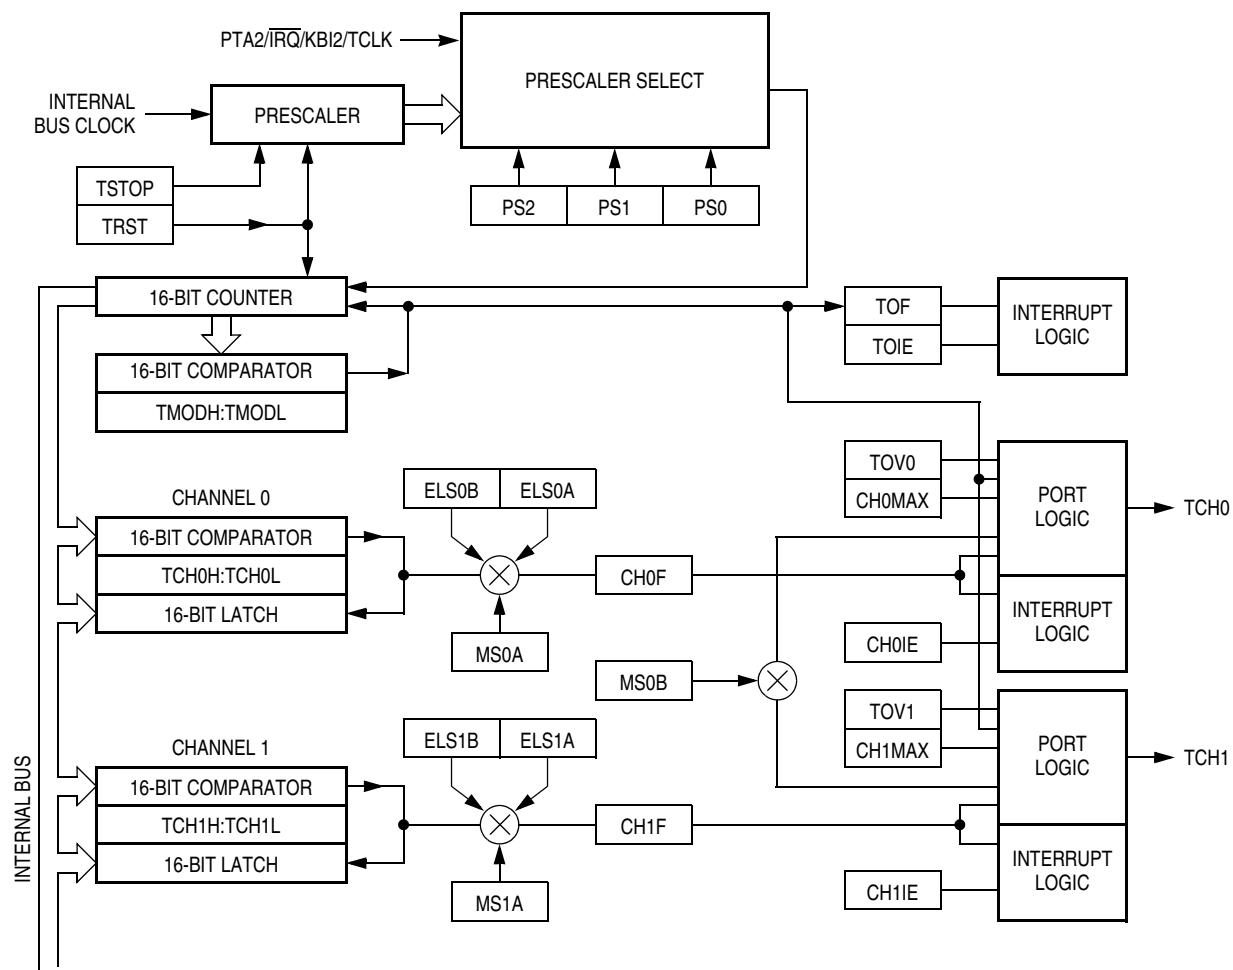 PTA2/IRQ/KBI2/TCLK
PRESCALER SELECT
INTERNAL
BUS CLOCK
PRESCALER
TSTOP
TRST
PS2
PS1
PS0
16-BIT COUNTER
16-BIT COMPARATOR
TMODH:TMODL
TOF
TOIE
INTERRUPT
LOGIC
CHANNEL 0
16-BIT COMPARATOR
TCH0H:TCH0L
16-BIT LATCH
ELS0B
ELS0A
MS0A
CH0F
TOV0
CH0MAX
PORT
LOGIC
TCH0
INTERRUPT
LOGIC
CH0IE
MS0B
CHANNEL 1
16-BIT COMPARATOR
TCH1H:TCH1L
16-BIT LATCH
ELS1B
ELS1A
MS1A
CH1F
TOV1
CH1MAX
PORT
LOGIC
TCH1
INTERRUPT
LOGIC
CH1IE
INTERNAL BUS